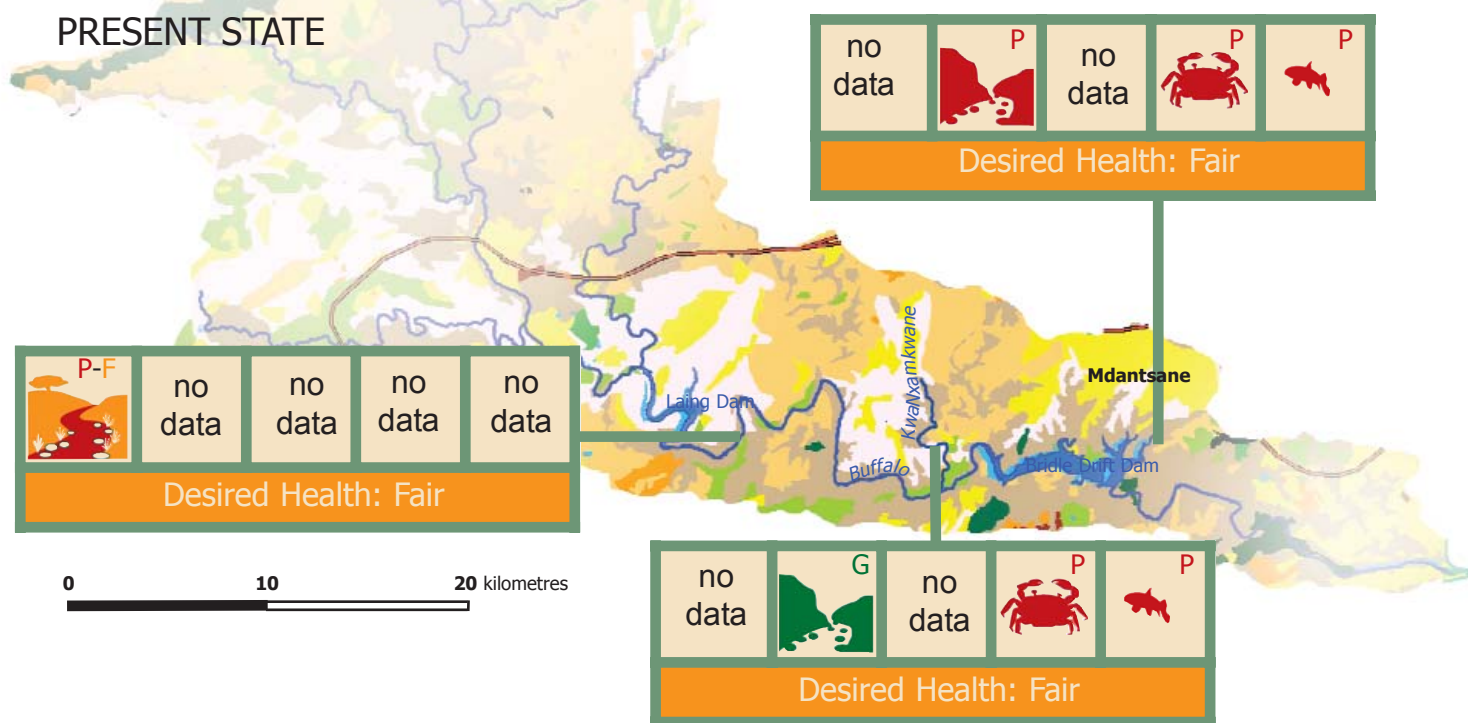 PRESENT STATE
no data
P
no data
P
P
Desired Health: Fair
KwaNxamkwane
Mdantsane
P-F
no data
no data
no data
no data
Laing Dam
Buffalo
Bridle Drift Dam
Desired Health: Fair
0 10 20 kilometres
no data
G
no data
P
P
Desired Health: Fair